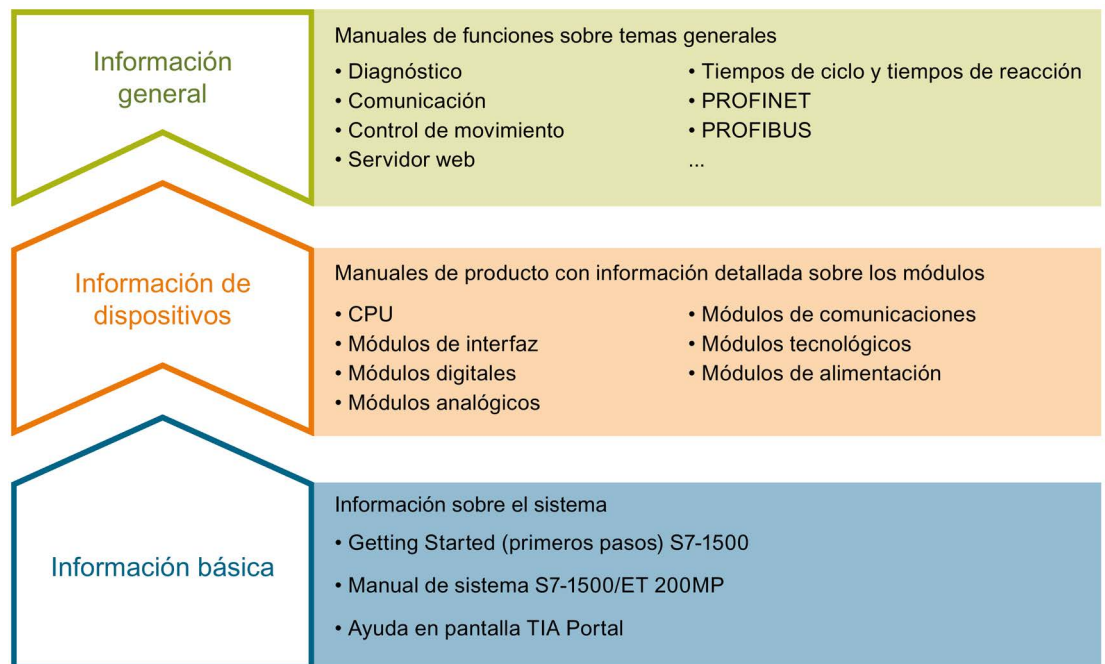 Información
general
Manuales de funciones sobre temas generales
• Diagnóstico
• Comunicación
• Control de movimiento
• Servidor web
• Tiempos de ciclo y tiempos de reacción
• PROFINET
• PROFIBUS
...
Información de
dispositivos
Manuales de producto con información detallada sobre los módulos
• CPU
• Módulos de interfaz
• Módulos digitales
• Módulos analógicos
• Módulos de comunicaciones
• Módulos tecnológicos
• Módulos de alimentación
Información básica
Información sobre el sistema
• Getting Started (primeros pasos) S7-1500
• Manual de sistema S7-1500/ET 200MP
• Ayuda en pantalla TIA Portal